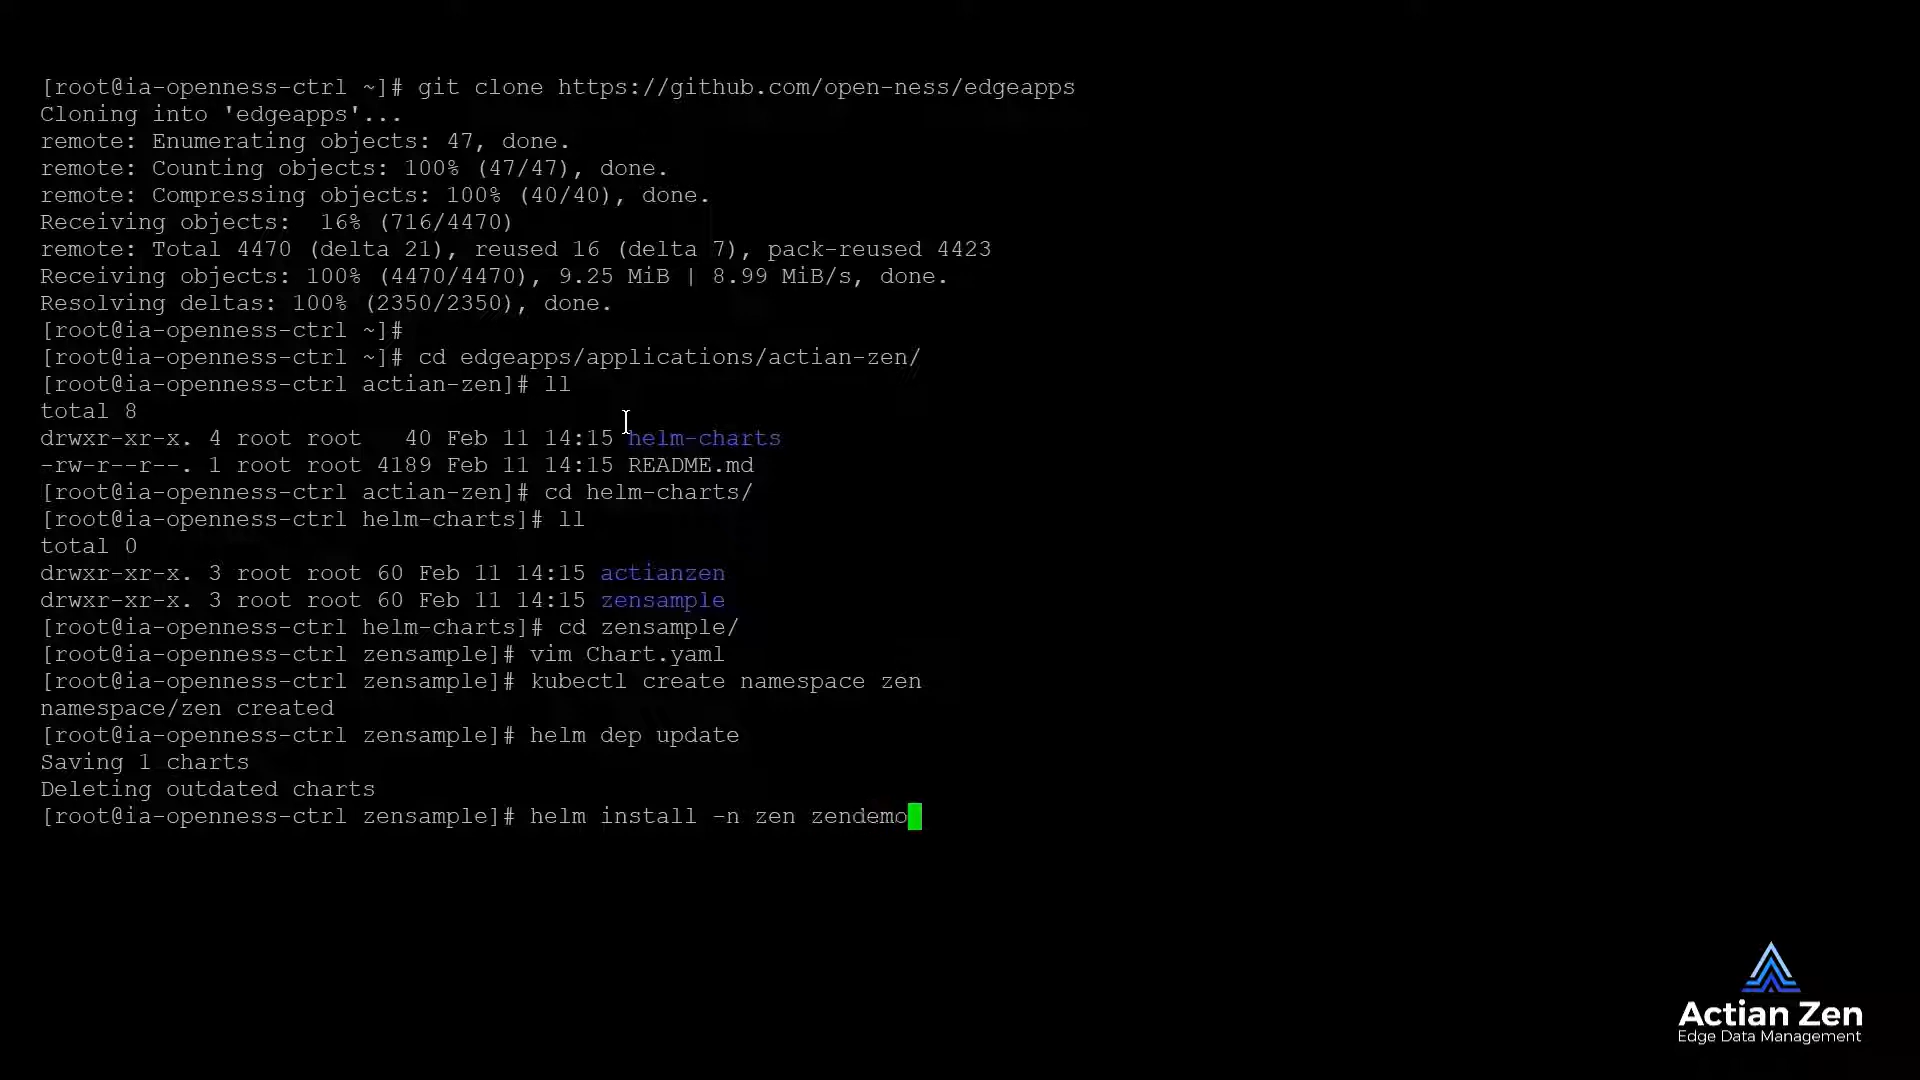 [root@ia-openness-ctrl ~]# git clone https://github.com/open-ness/edgeapps
Cloning into 'edgeapps'...
remote: Enumerating objects: 47, done.
remote: Counting objects: 100% (47/47), done.
remote: Compressing objects: 100% (40/40), done.
Receiving objects:  16% (716/4470)
remote: Total 4470 (delta 21), reused 16 (delta 7), pack-reused 4423
Receiving objects: 100% (4470/4470), 9.25 MiB | 8.99 MiB/s, done.
Resolving deltas: 100% (2350/2350), done.
[root@ia-openness-ctrl ~]#
[root@ia-openness-ctrl ~]# cd edgeapps/applications/actian-zen/
[root@ia-openness-ctrl actian-zen]# ll
total 8
drwxr-xr-x. 4 root root   40 Feb 11 14:15 helm-charts
-rw-r--r--. 1 root root 4189 Feb 11 14:15 README.md
[root@ia-openness-ctrl actian-zen]# cd helm-charts/
[root@ia-openness-ctrl helm-charts]# ll
total 0
drwxr-xr-x. 3 root root 60 Feb 11 14:15 actianzen
drwxr-xr-x. 3 root root 60 Feb 11 14:15 zensample
[root@ia-openness-ctrl helm-charts]# cd zensample/
[root@ia-openness-ctrl zensample]# vim Chart.yaml
[root@ia-openness-ctrl zensample]# kubectl create namespace zen
namespace/zen created
[root@ia-openness-ctrl zensample]# helm dep update
Saving 1 charts
Deleting outdated charts
[root@ia-openness-ctrl zensample]# helm install -n zen zendemo
Actian Zen
Edge Data Management